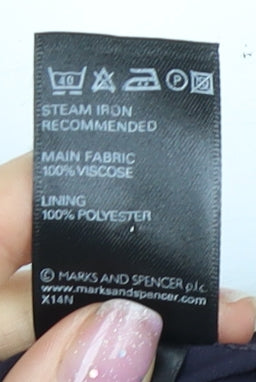 40
P
STEAM IRON
RECOMMENDED
MAIN FABRIC
100% VISCOSE
LINING
100% POLYESTER
© MARKS AND SPENCER p.l.c.
www.marksandspencer.com
X14N